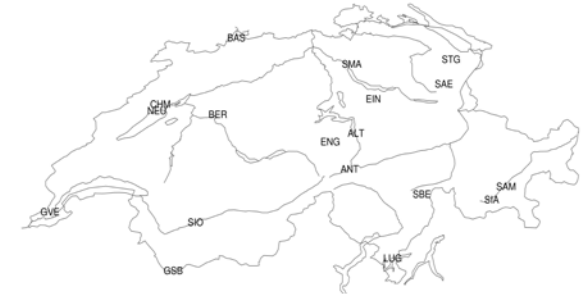 BAS
STG
SMA
SAE
CHM
EIN
NEU
BER
ALT
ENG
ANT
SAM
SBE
SIA
GVE
SIO
LUG
GSB